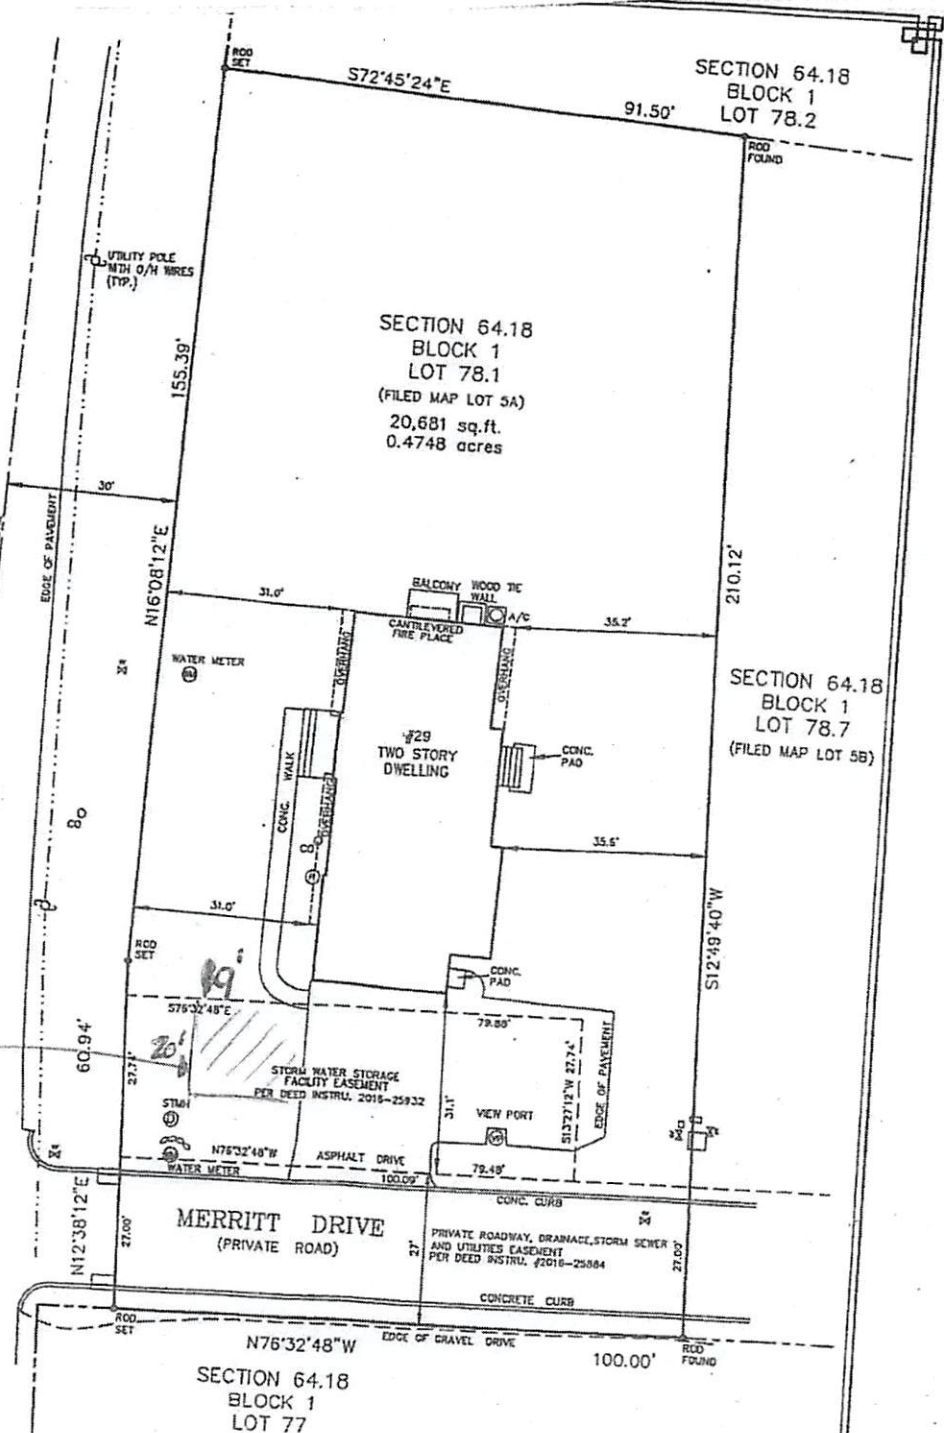 ROD
SET
S72°45'24"E
91.50'
SECTION 64.18
BLOCK 1
LOT 78.2
ROD
FOUND
UTILITY POLE
WITH O/H WIRES
(TYP.)
155.39'
SECTION 64.18
BLOCK 1
LOT 78.1
(FILED MAP LOT 5A)
20,681 sq.ft.
0.4748 acres
30'
EDGE OF PAVEMENT
N16°08'12"E
210.12'
31.0'
BALCONY
WOOD TIE
WALL
A/C
CANTILEVERED
FIRE PLACE
35.2'
OVERHANG
OVERHANG
WATER METER
SECTION 64.18
BLOCK 1
LOT 78.7
(FILED MAP LOT 5B)
#29
TWO STORY
DWELLING
CONC.
PAD
CONC. WALK
OVERHANG
CO
CO
35.5'
31.0'
S12°49'40"W
ROD
SET
CONC.
PAD
19'
S76°32'48"E
79.88'
20'
60.94'
27.74'
STORM WATER STORAGE
FACILITY EASEMENT
PER DEED INSTRU. 2016-25932
31.1'
S13°27'12"W 27.74'
EDGE OF PAVEMENT
STMH
D
VIEW PORT
VP
N76°32'48"W
ASPHALT DRIVE
WATER METER
100.09'
79.49'
CONC. CURB
N12°38'12"E
27.00'
MERRITT DRIVE
(PRIVATE ROAD)
27'
PRIVATE ROADWAY, DRAINAGE, STORM SEWER
AND UTILITIES EASEMENT
PER DEED INSTRU. #2016-25884
27.00'
CONCRETE CURB
ROD
SET
N76°32'48"W
EDGE OF GRAVEL DRIVE
100.00'
ROD
FOUND
SECTION 64.18
BLOCK 1
LOT 77